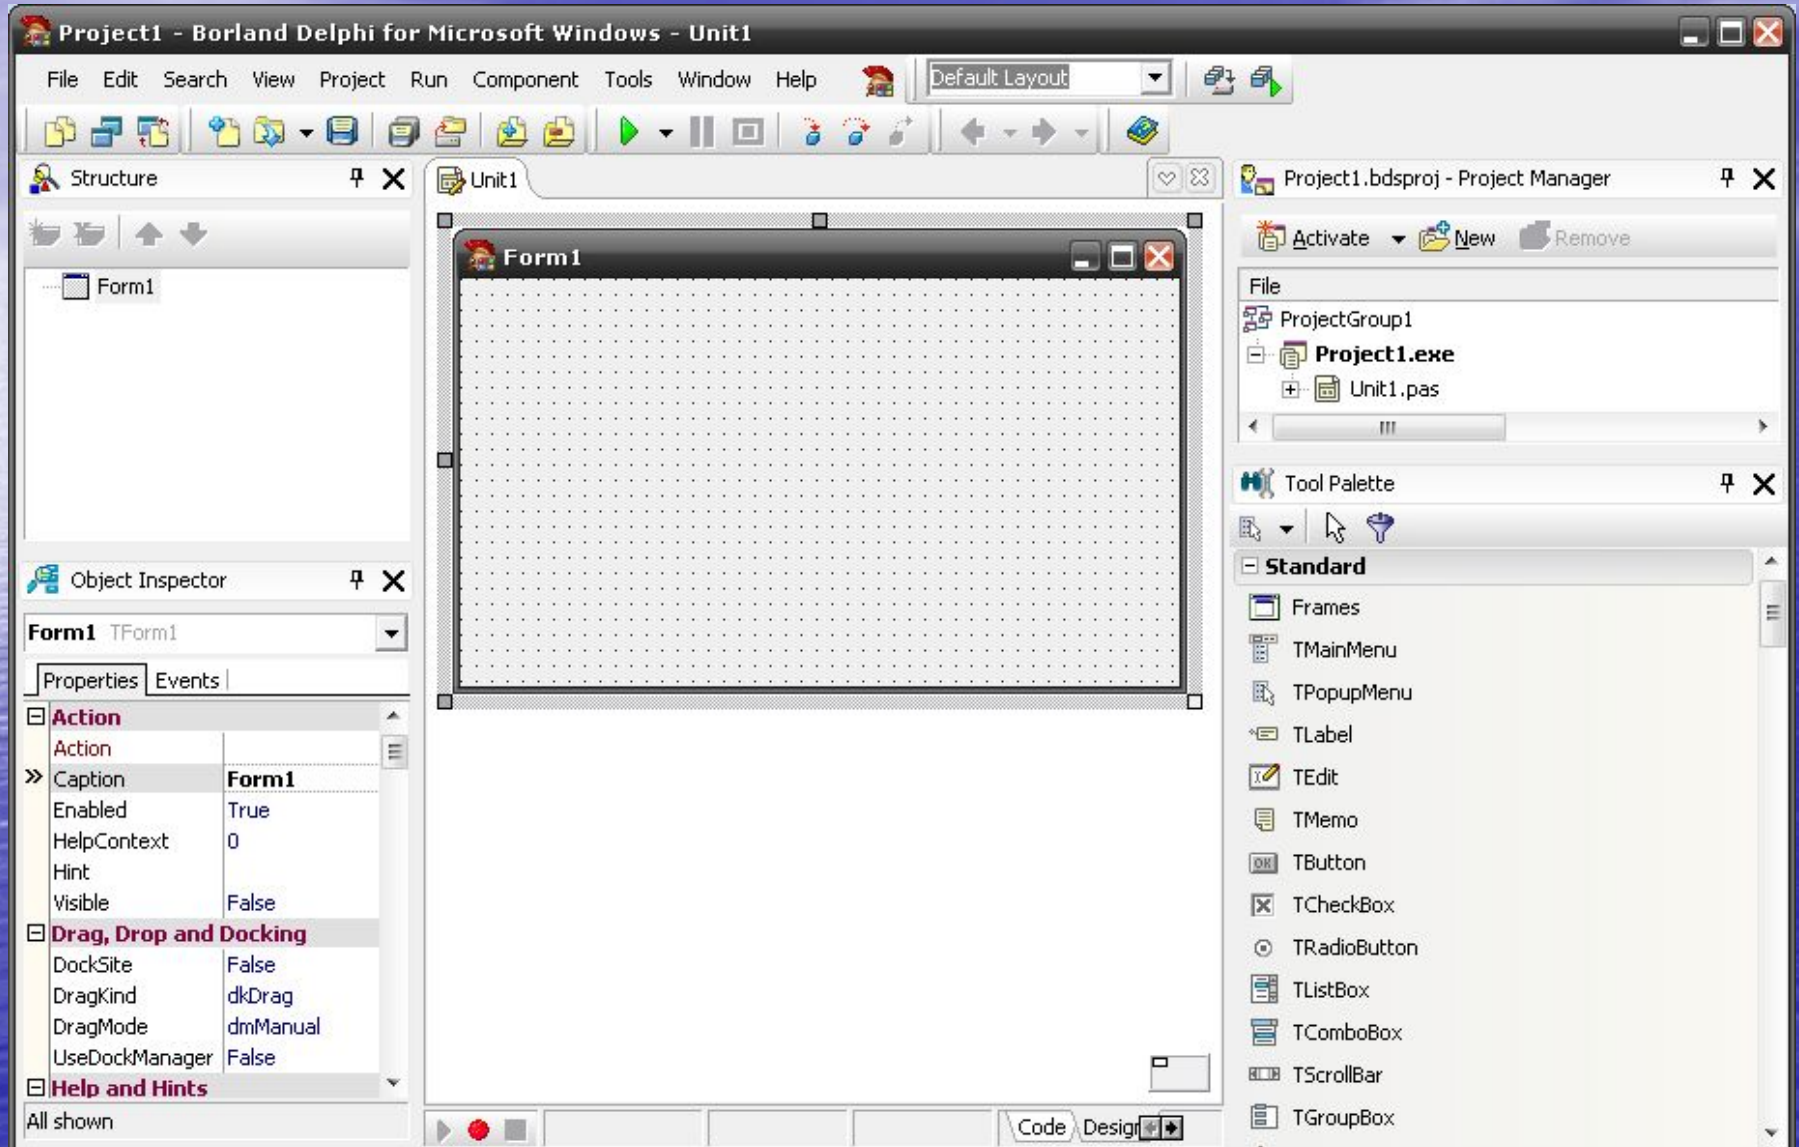 Project1 - Borland Delphi for Microsoft Windows - Unit1
File Edit Search View Project Run Component Tools Window Help Default Layout
Structure
Form1
Object Inspector
Form1 TForm1
Properties Events
Action
Action
Caption Form1
Enabled True
HelpContext 0
Hint
Visible False
Drag, Drop and Docking
DockSite False
DragKind dkDrag
DragMode dmManual
UseDockManager False
Help and Hints
All shown
Unit1
Form1
Code Design
Project1.bdsproj - Project Manager
Activate New Remove
File
ProjectGroup1
Project1.exe
Unit1.pas
Tool Palette
Standard
Frames
TMainMenu
TPopupMenu
TLabel
TEdit
TMemo
OK TButton
TCheckBox
TRadioButton
TListBox
TComboBox
TScrollBar
TGroupBox